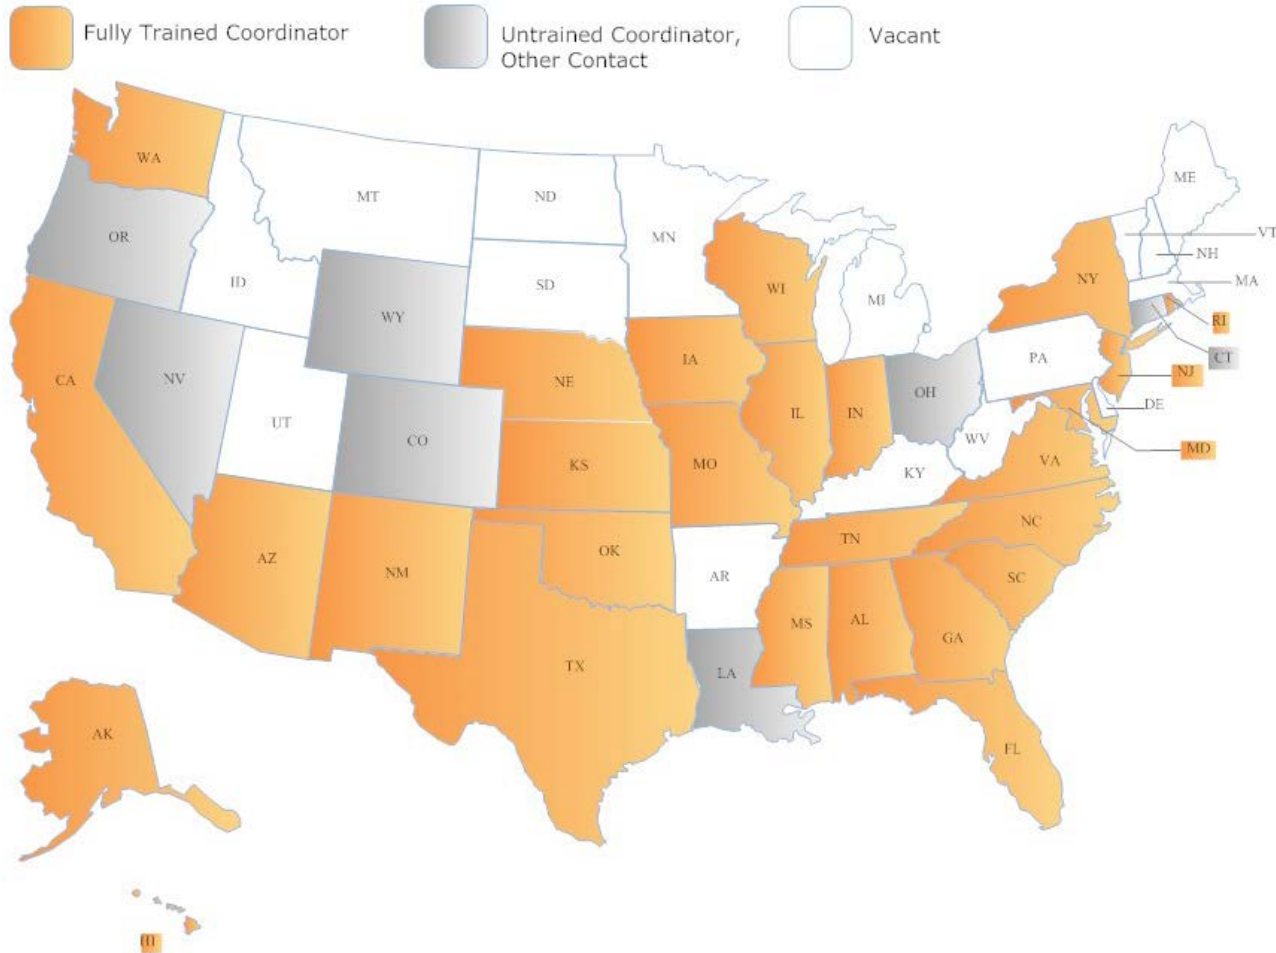 Fully Trained Coordinator
Untrained Coordinator,
Other Contact
Vacant
WA
MT
ND
MN
ME
VT
NH
MA
OR
ID
SD
WI
MI
NY
RI
CT
WY
NV
CA
UT
CO
NE
IA
IL
IN
OH
PA
NJ
DE
MD
WV
VA
KY
KS
MO
AZ
NM
OK
AR
TN
NC
SC
MS
AL
GA
TX
LA
FL
AK
HI